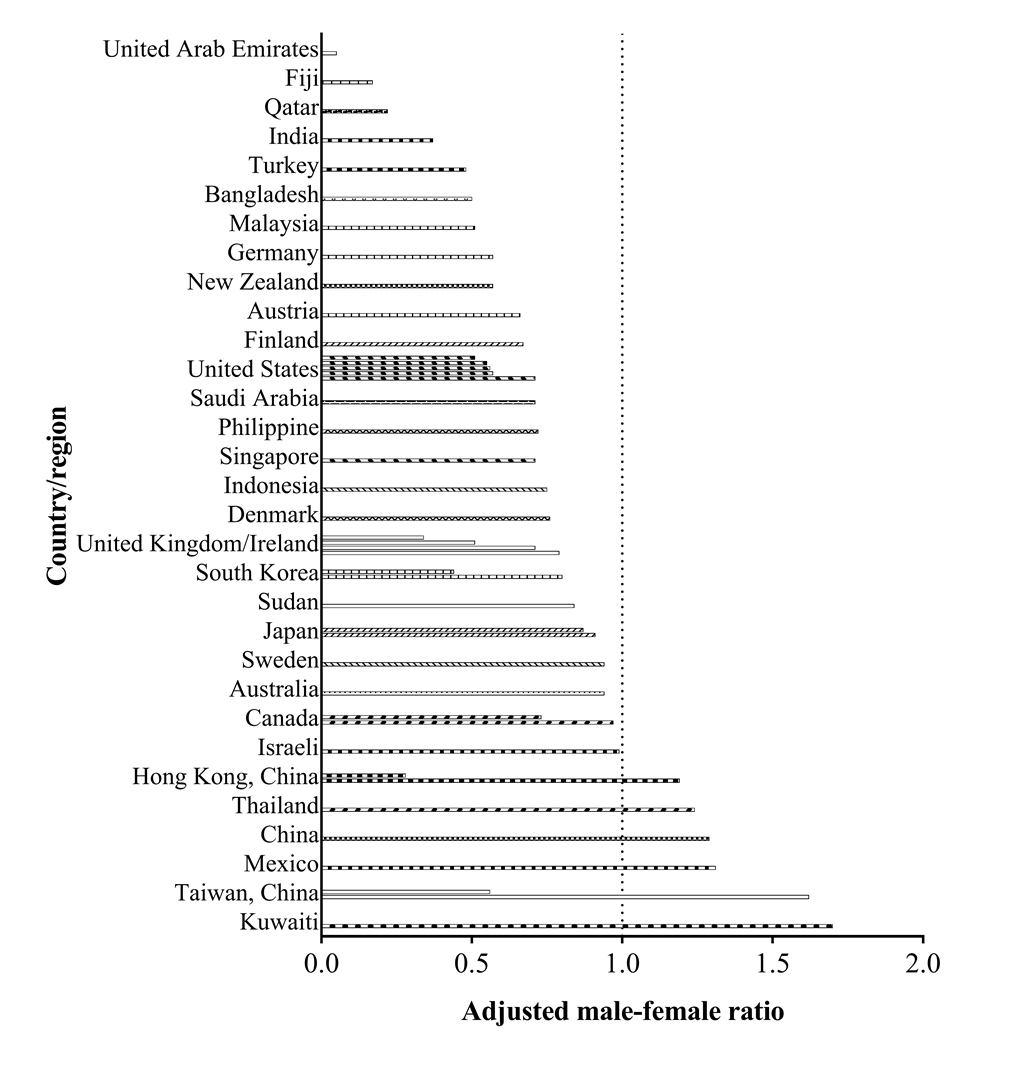 United Arab Emirates
Fiji
Qatar
India
Turkey
Bangladesh
Malaysia
Germany
New Zealand
Austria
Finland
United States
Saudi Arabia
Philippine
Singapore
Indonesia
Denmark
United Kingdom/Ireland
South Korea
Sudan
Japan
Sweden
Australia
Canada
Israeli
Hong Kong, China
Thailand
China
Mexico
Taiwan, China
Kuwaiti
Country/region
0.0 0.5 1.0 1.5 2.0
Adjusted male-female ratio